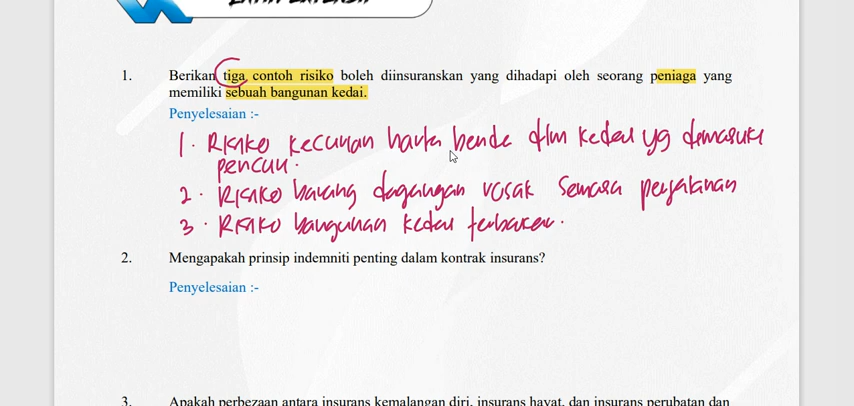 1. Berikan tiga contoh risiko boleh diinsuranskan yang dihadapi oleh seorang peniaga yang
memiliki sebuah bangunan kedai.
Penyelesaian :-
1. Risiko kecurian harta benda dlm kedai yg dimasuki
pencuri.
2. Risiko barang dagangan rosak semasa perjalanan
3. Risiko bangunan kedai terbakar.
2. Mengapakah prinsip indemniti penting dalam kontrak insurans?
Penyelesaian :-
3. Apakah perbezaan antara insurans kemalangan diri, insurans hayat, dan insurans perubatan dan